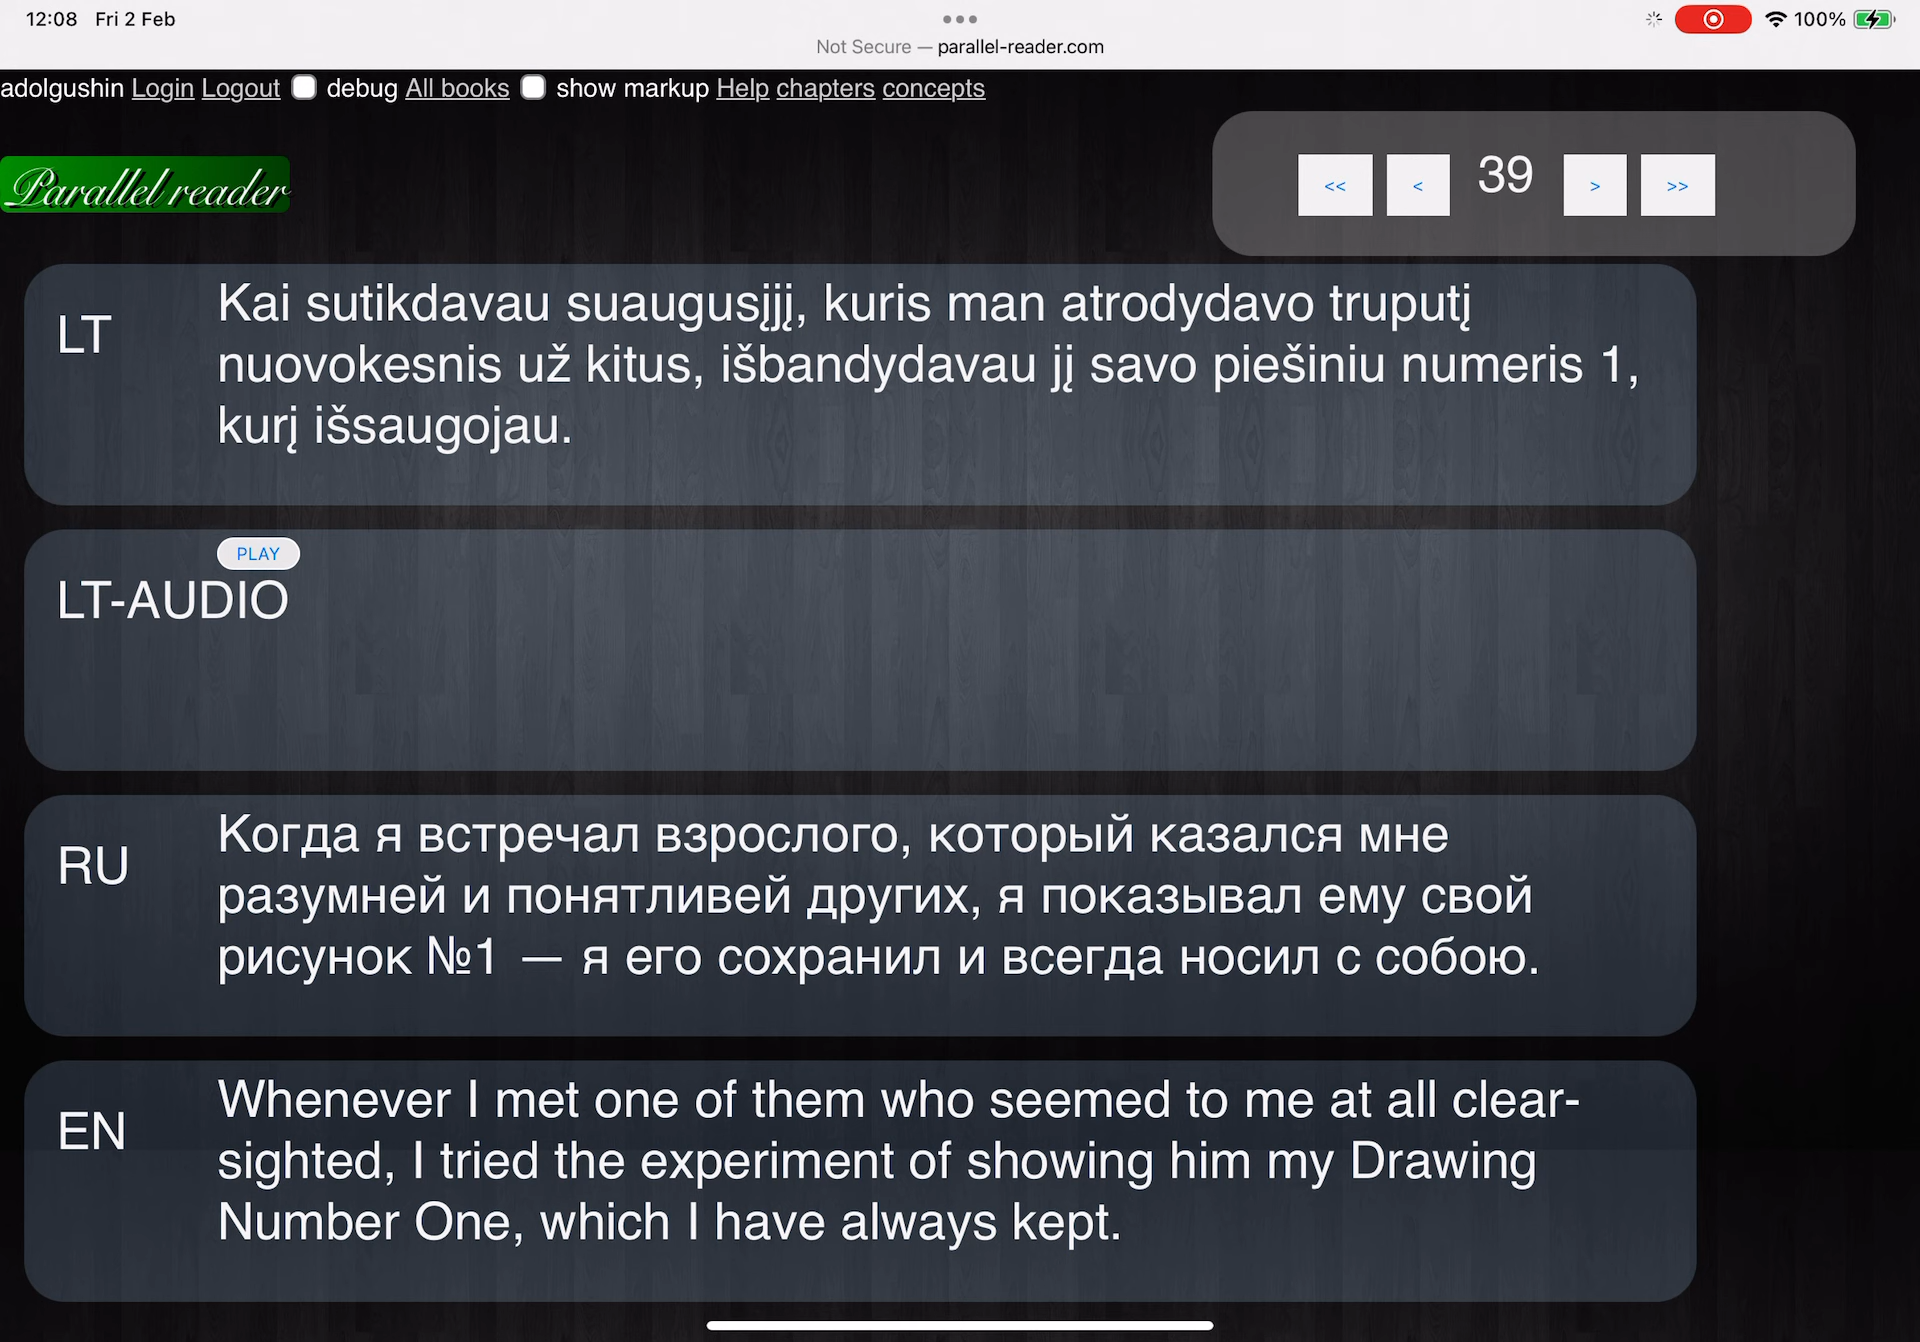 12:08 Fri 2 Feb
100%
Not Secure — parallel-reader.com
adolgushin Login Logout debug All books show markup Help chapters concepts
Parallel reader
<< < 39 > >>
LT
Kai sutikdavau suaugusįjį, kuris man atrodydavo truputį
nuovokesnis už kitus, išbandydavau jį savo piešiniu numeris 1,
kurį išsaugojau.
PLAY
LT-AUDIO
RU
Когда я встречал взрослого, который казался мне
разумней и понятливей других, я показывал ему свой
рисунок №1 — я его сохранил и всегда носил с собою.
EN
Whenever I met one of them who seemed to me at all clear-
sighted, I tried the experiment of showing him my Drawing
Number One, which I have always kept.